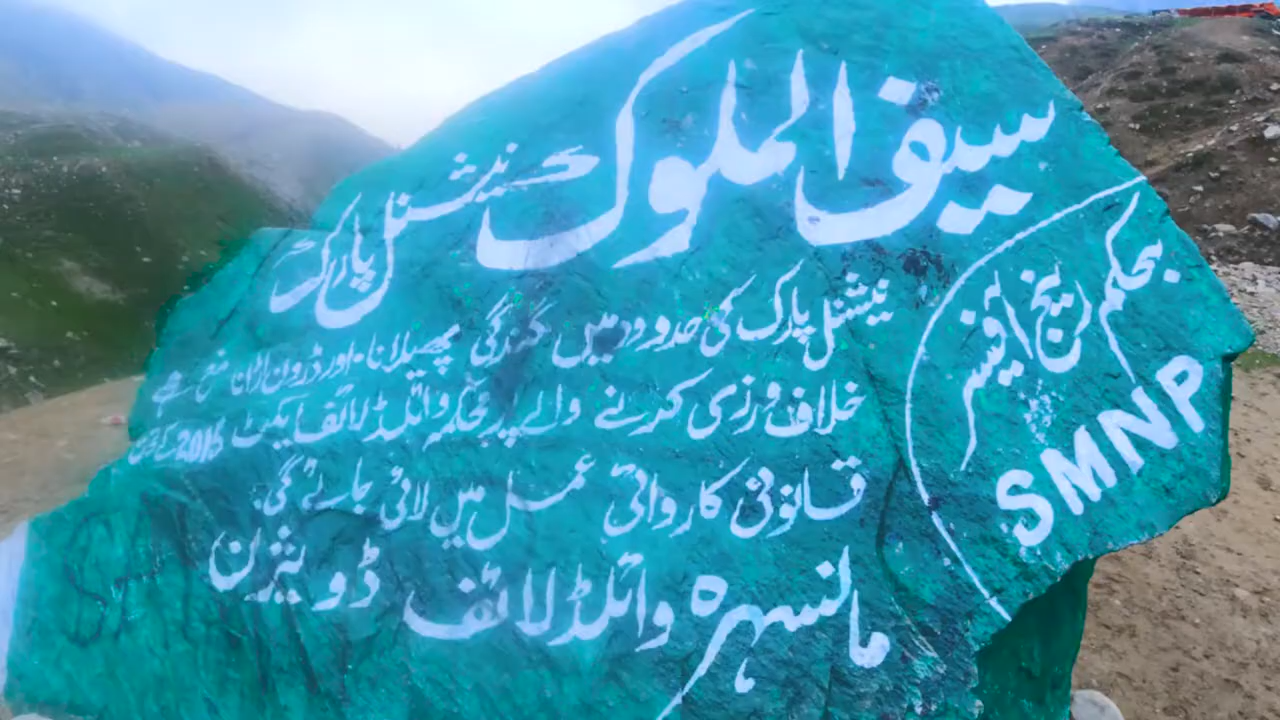 سیف الملوک نیشنل پارک
نیشنل پارک کی حدود میں گندگی پھیلانا۔ اور ڈرون اڑانا منع ہے
خلاف ورزی کرنے والے پر محکمہ وائلڈ لائف ایکٹ 2015 کے تحت
قانونی کاروائی عمل میں لائی جائے گی۔
مانسہرہ وائلڈ لائف ڈویژن
بحکم
رینج افیسر
SMNP